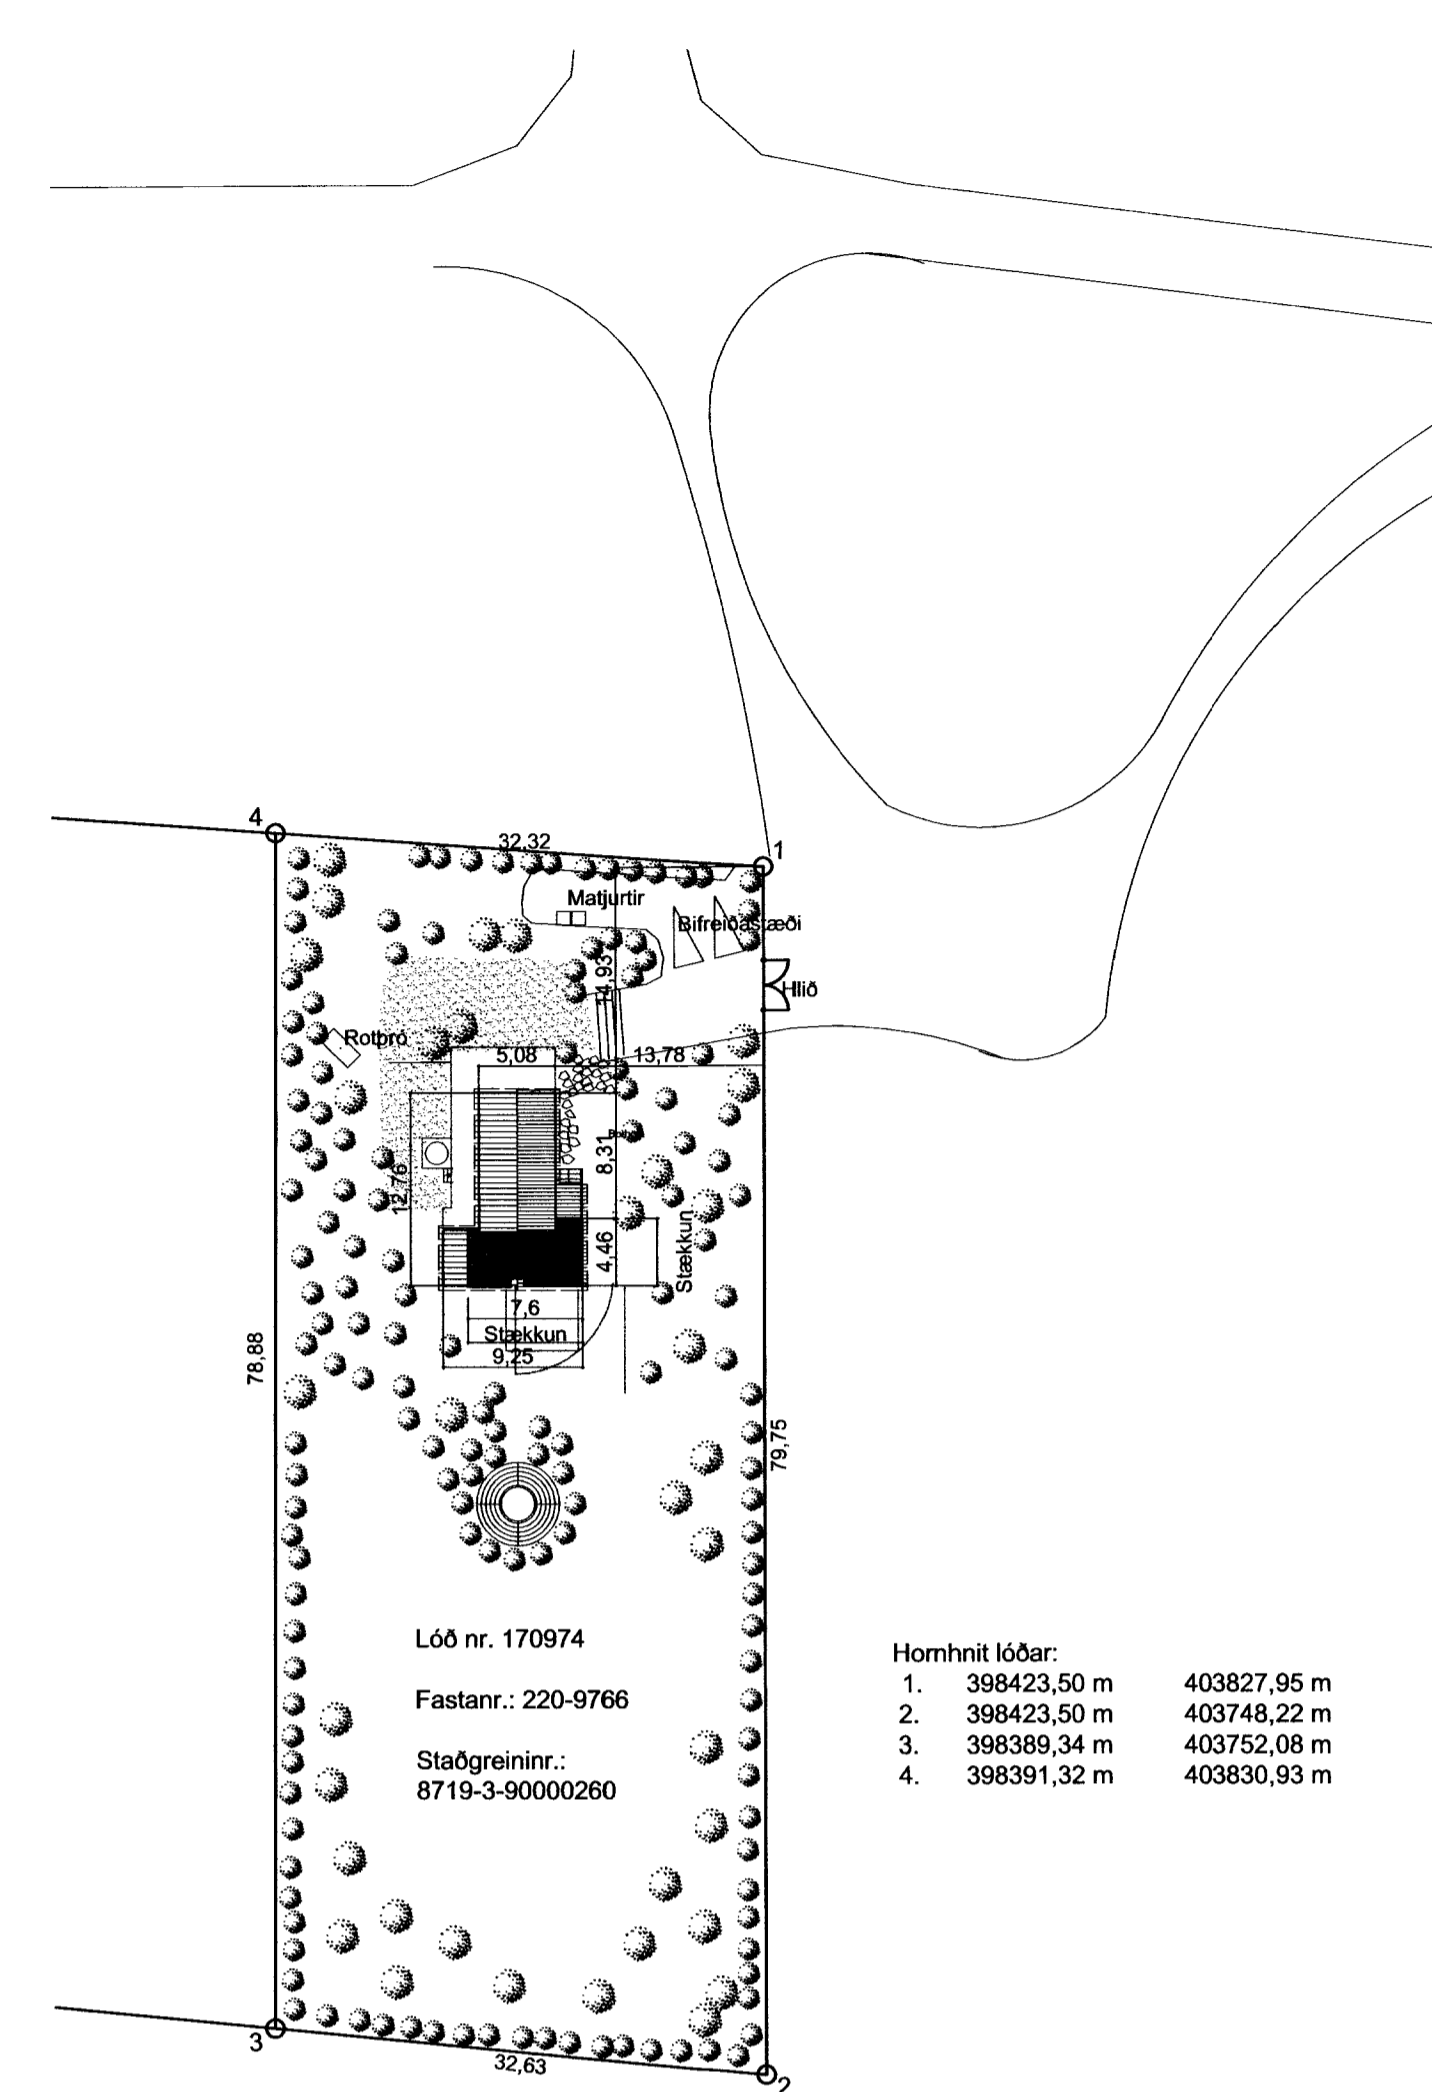 4
32,32
1
Matjurtir
Bifreiðastæði
14,93
Hlið
Rotþró
5,08
13,78
8,31
12,76
4,46
Stækkun
7,6
Stækkun
9,25
78,88
79,75
Lóð nr. 170974
Fastanr.: 220-9766
Staðgreininr.:
8719-3-90000260
Hornhnit lóðar:
1. 398423,50 m 403827,95 m
2. 398423,50 m 403748,22 m
3. 398389,34 m 403752,08 m
4. 398391,32 m 403830,93 m
3
32,63
2